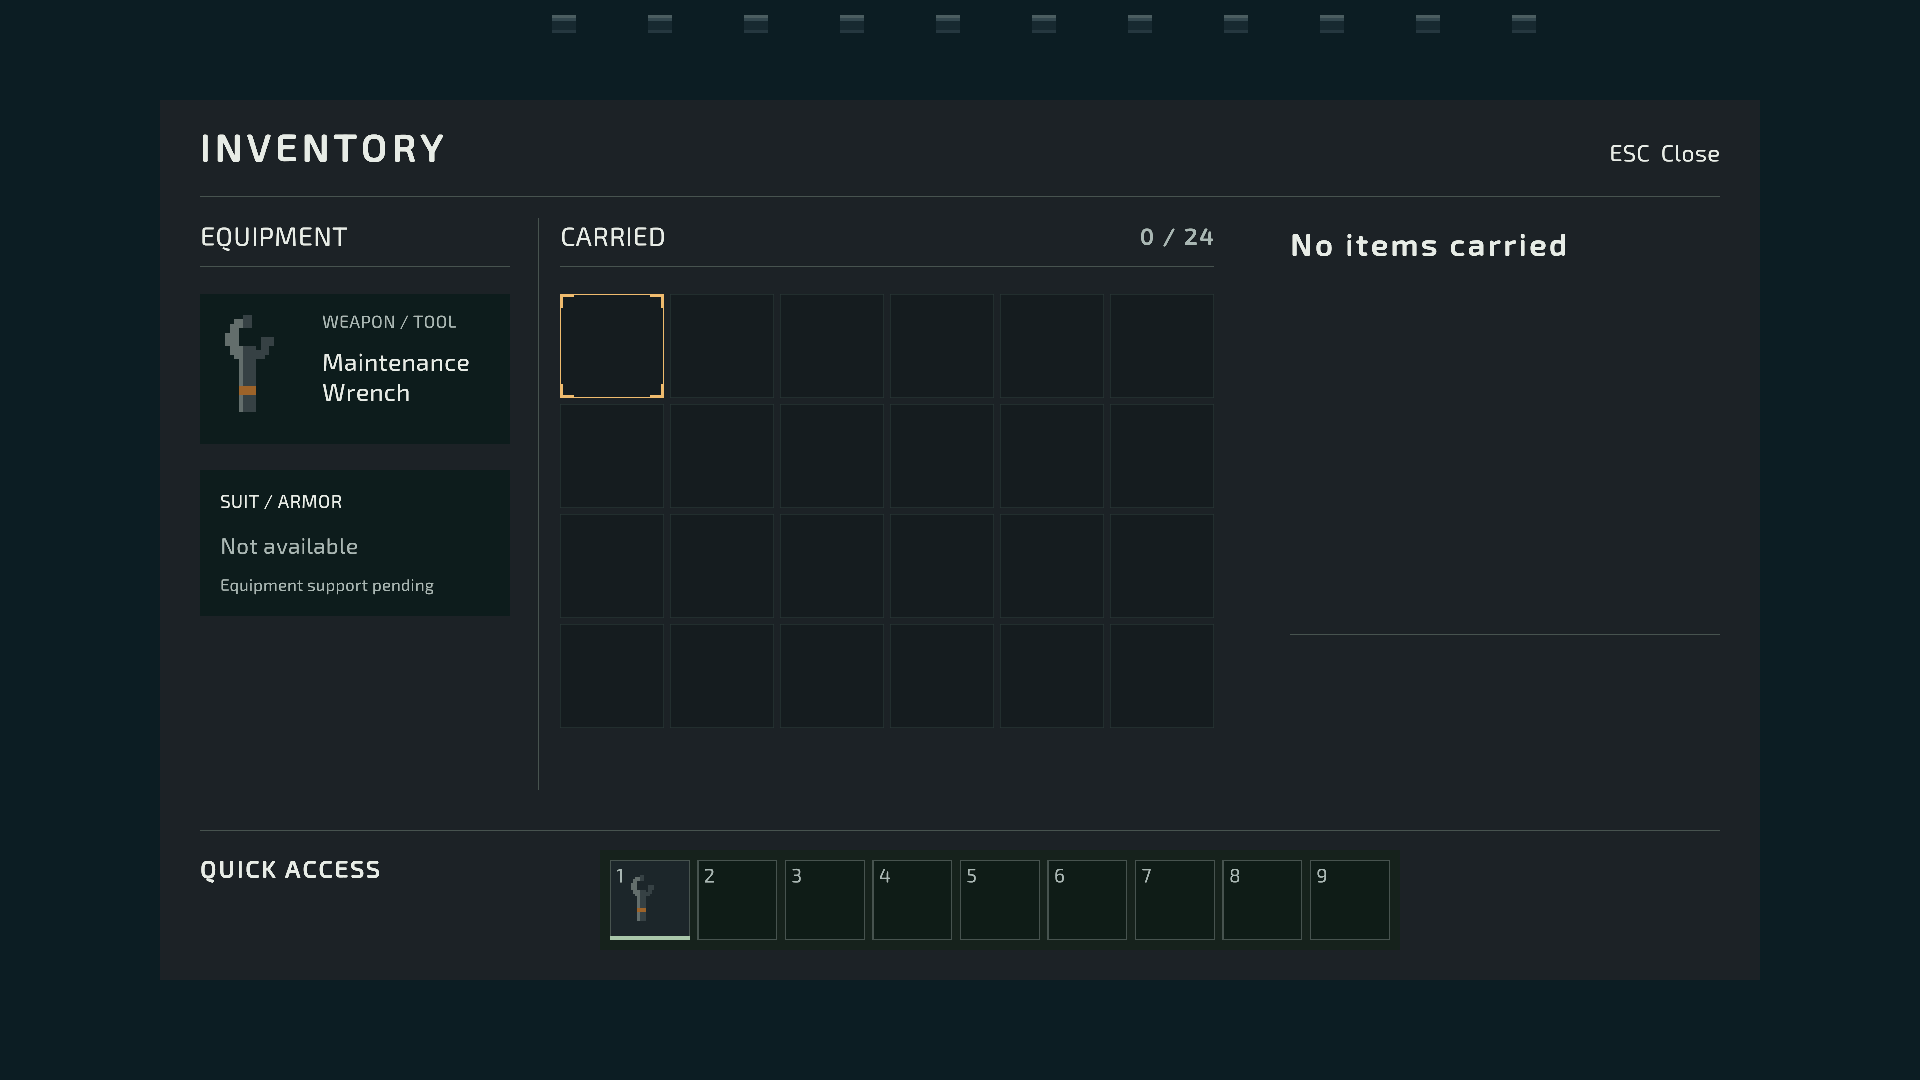 INVENTORY
ESC Close
EQUIPMENT
CARRIED
0 / 24
No items carried
WEAPON / TOOL
Maintenance
Wrench
SUIT / ARMOR
Not available
Equipment support pending
QUICK ACCESS
1
2
3
4
5
6
7
8
9